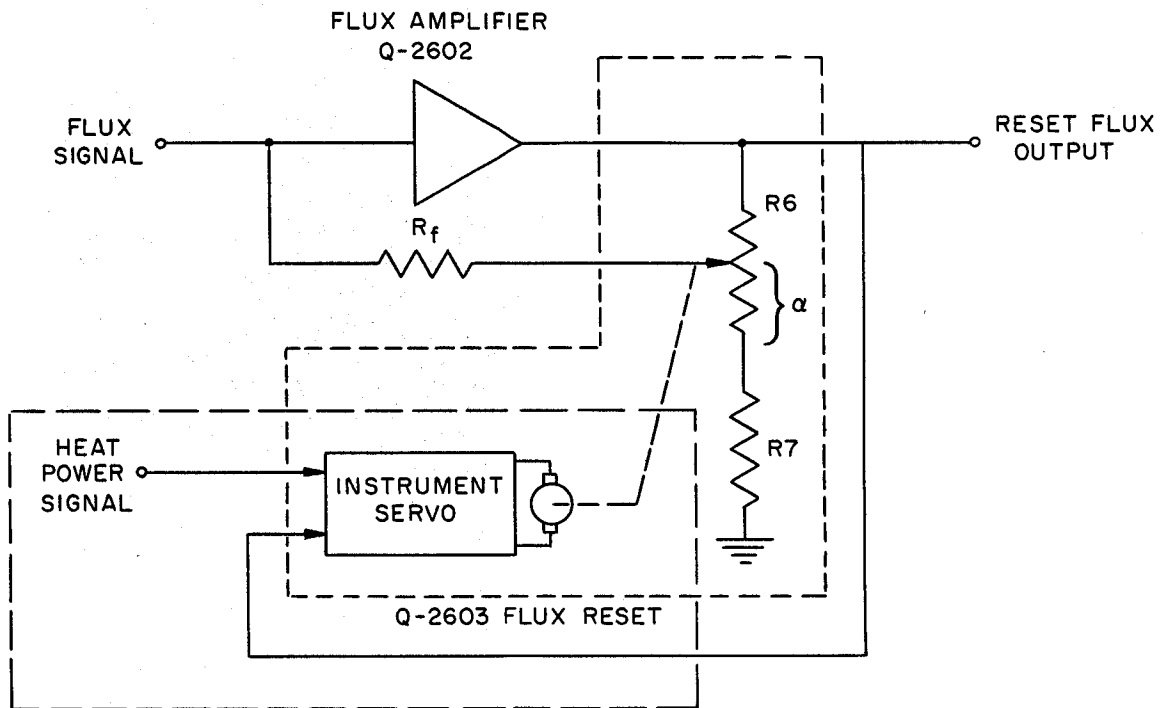 FLUX AMPLIFIER
Q-2602
FLUX
SIGNAL
RESET FLUX
OUTPUT
R6
Rf
α
HEAT
POWER
SIGNAL
INSTRUMENT
SERVO
R7
Q-2603 FLUX RESET